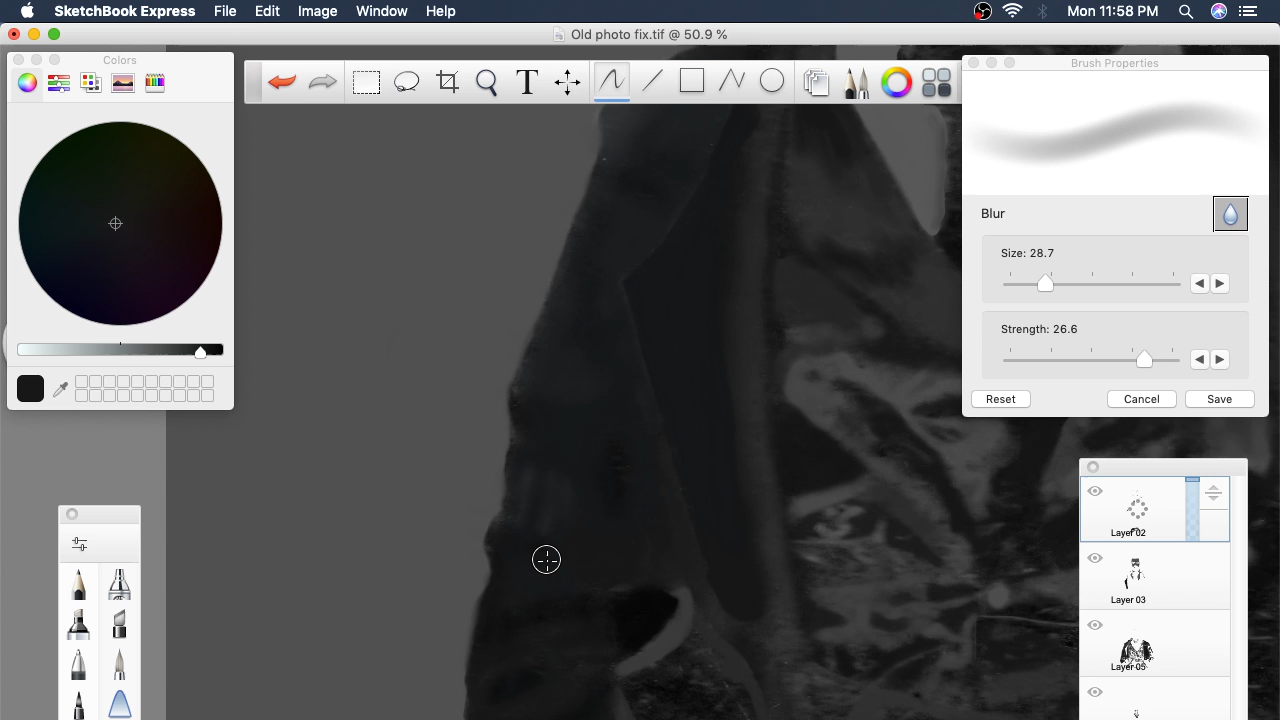 SketchBook Express File Edit Image Window Help Mon 11:58 PM
Old photo fix.tif @ 50.9 %
Colors
T
Brush Properties
Blur
Size: 28.7
Strength: 26.6
Reset Cancel Save
Layer 02
Layer 03
Layer 05